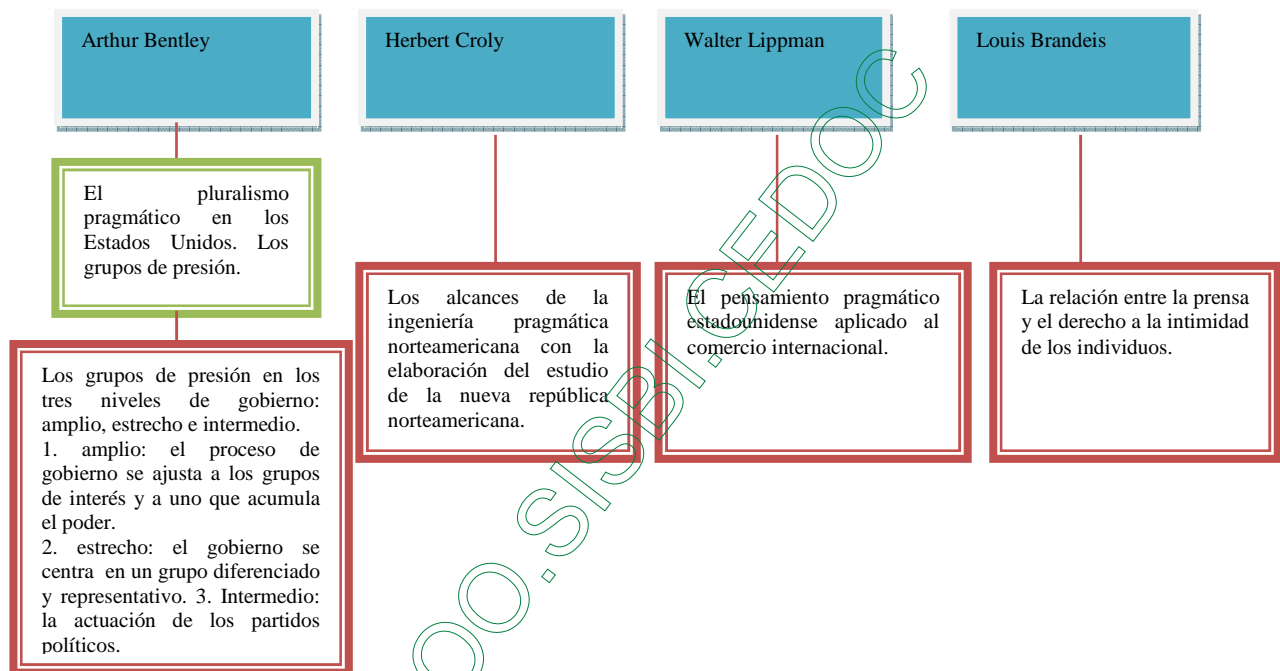 Arthur Bentley
El pluralismo
pragmático en los
Estados Unidos. Los
grupos de presión.
Los grupos de presión en los
tres niveles de gobierno:
amplio, estrecho e intermedio.
1. amplio: el proceso de
gobierno se ajusta a los grupos
de interés y a uno que acumula
el poder.
2. estrecho: el gobierno se
centra en un grupo diferenciado
y representativo. 3. Intermedio:
la actuación de los partidos
políticos.
Herbert Croly
Los alcances de la
ingeniería pragmática
norteamericana con la
elaboración del estudio
de la nueva república
norteamericana.
Walter Lippman
El pensamiento pragmático
estadounidense aplicado al
comercio internacional.
Louis Brandeis
La relación entre la prensa
y el derecho a la intimidad
de los individuos.
OO.SISBI.CEDOC